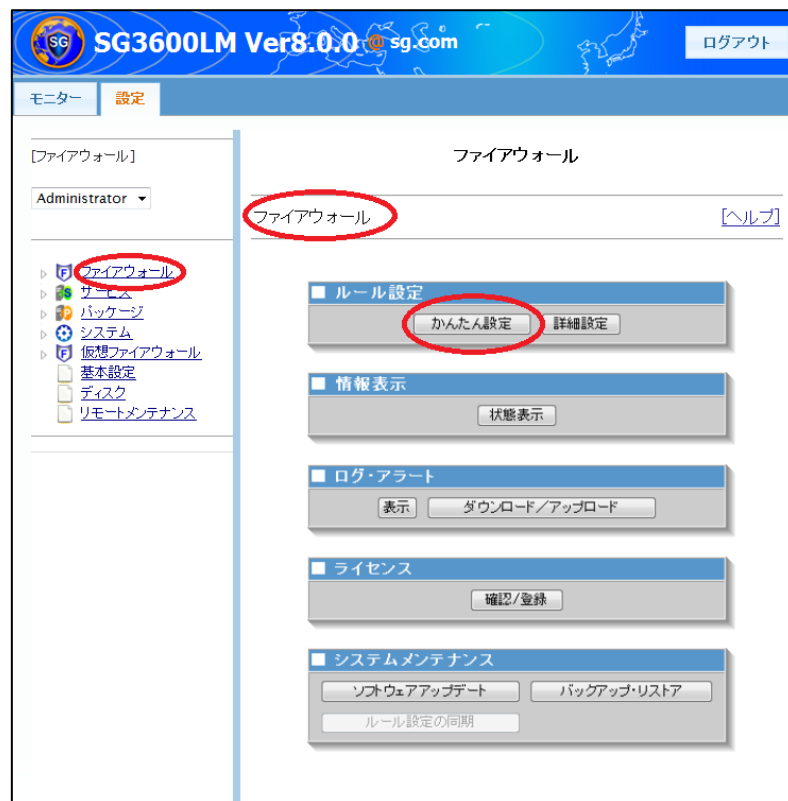 SG SG3600LM Ver8.0.0 @ sg.com
ログアウト
モニター 設定
[ファイアウォール]
Administrator
ファイアウォール
サービス
パッケージ
システム
仮想ファイアウォール
基本設定
ディスク
リモートメンテナンス
ファイアウォール
ファイアウォール [ヘルプ]
■ ルール設定
かんたん設定 詳細設定
■ 情報表示
状態表示
■ ログ・アラート
表示 ダウンロード/アップロード
■ ライセンス
確認/登録
■ システムメンテナンス
ソフトウェアアップデート バックアップ・リストア
ルール設定の同期